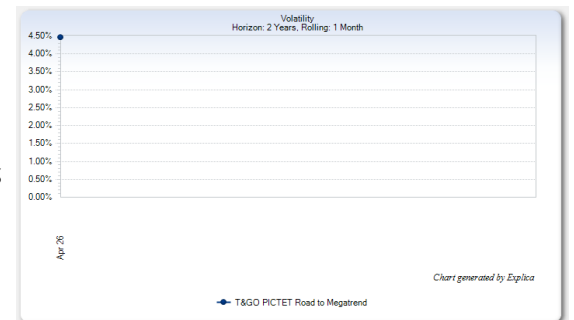 Volatility
Horizon: 2 Years, Rolling: 1 Month
4.50%
4.00%
3.50%
3.00%
2.50%
2.00%
1.50%
1.00%
0.50%
0.00%
Apr 26
Chart generated by Explica
T&GO PICTET Road to Megatrend